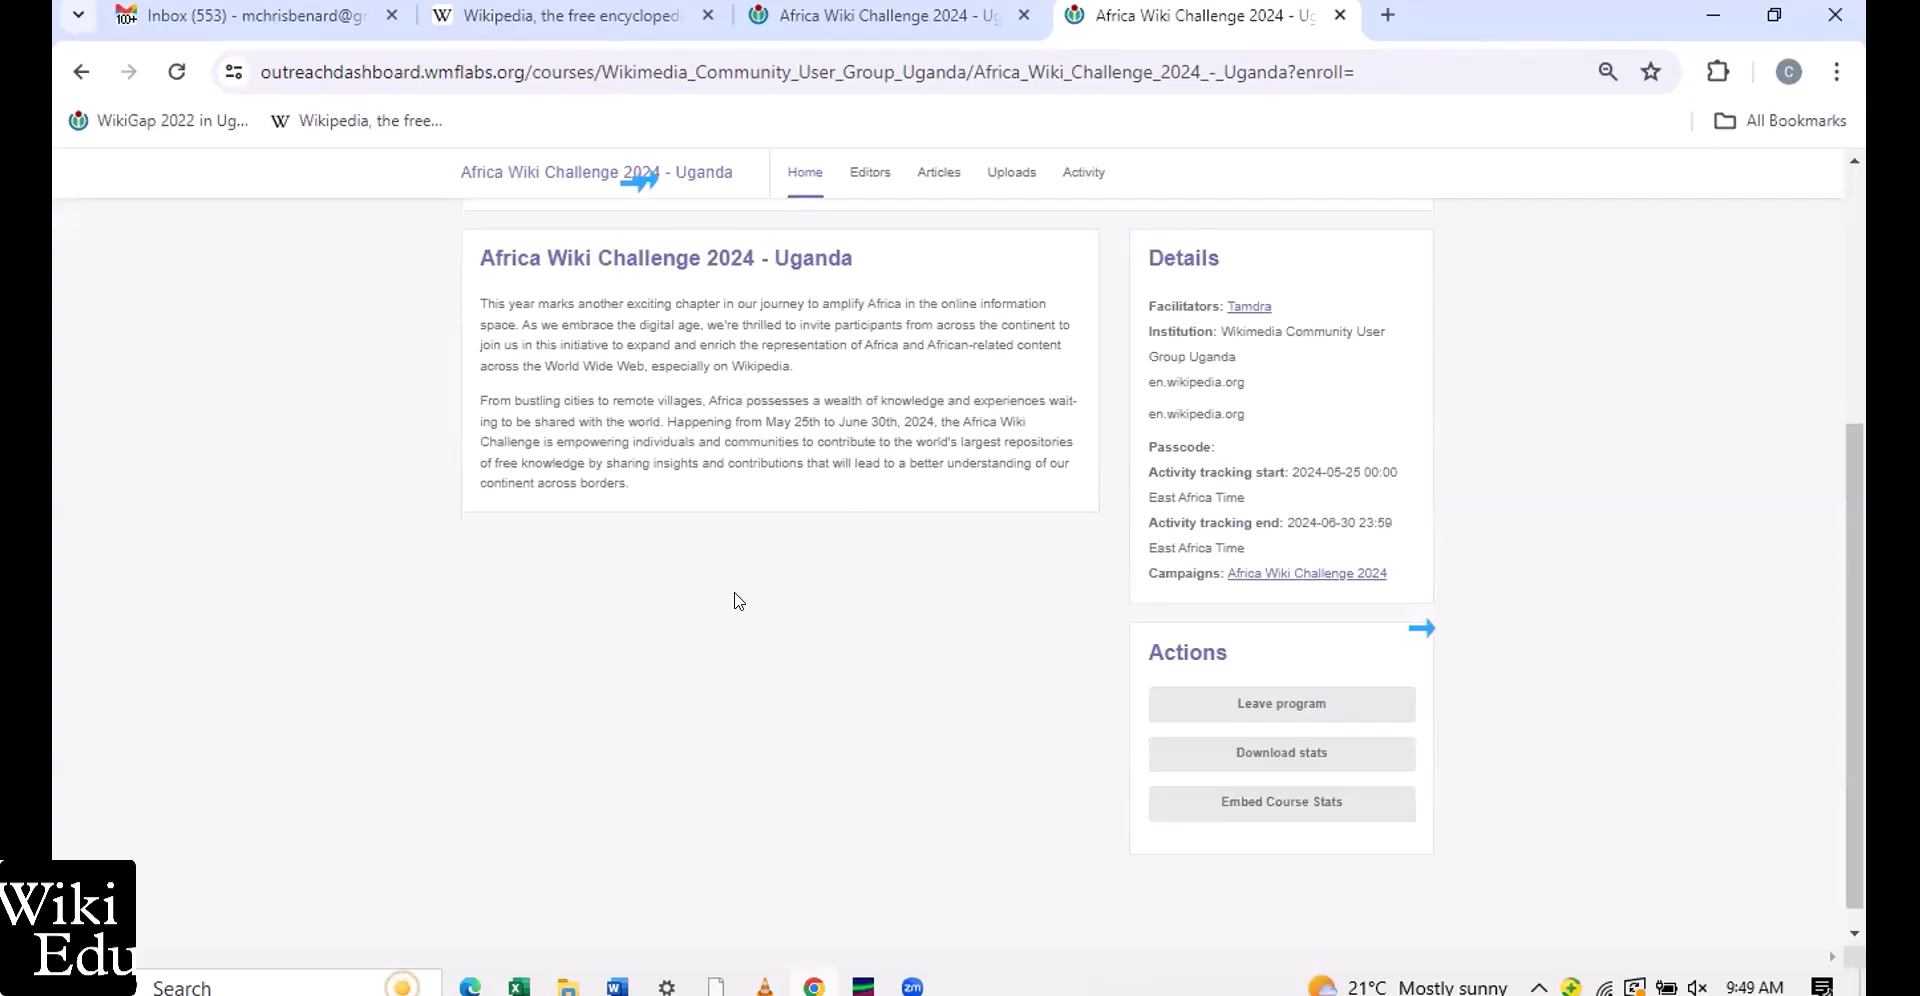 100+ Inbox (553) - mchrisbenard@gr
W Wikipedia, the free encyclopedi
Africa Wiki Challenge 2024 - Ug
Africa Wiki Challenge 2024 - Ug
outreachdashboard.wmflabs.org/courses/Wikimedia_Community_User_Group_Uganda/Africa_Wiki_Challenge_2024_-_Uganda?enroll=
C
WikiGap 2022 in Ug...
W Wikipedia, the free...
All Bookmarks
Africa Wiki Challenge 2024 - Uganda
Home
Editors
Articles
Uploads
Activity
Africa Wiki Challenge 2024 - Uganda
This year marks another exciting chapter in our journey to amplify Africa in the online information
space. As we embrace the digital age, we're thrilled to invite participants from across the continent to
join us in this initiative to expand and enrich the representation of Africa and African-related content
across the World Wide Web, especially on Wikipedia.
From bustling cities to remote villages, Africa possesses a wealth of knowledge and experiences wait-
ing to be shared with the world. Happening from May 25th to June 30th, 2024, the Africa Wiki
Challenge is empowering individuals and communities to contribute to the world's largest repositories
of free knowledge by sharing insights and contributions that will lead to a better understanding of our
continent across borders.
Details
Facilitators: Tamdra
Institution: Wikimedia Community User
Group Uganda
en.wikipedia.org
en.wikipedia.org
Passcode:
Activity tracking start: 2024-05-25 00:00
East Africa Time
Activity tracking end: 2024-06-30 23:59
East Africa Time
Campaigns: Africa Wiki Challenge 2024
Actions
Leave program
Download stats
Embed Course Stats
Wiki
Edu
Search
W
zm
21°C Mostly sunny
9:49 AM